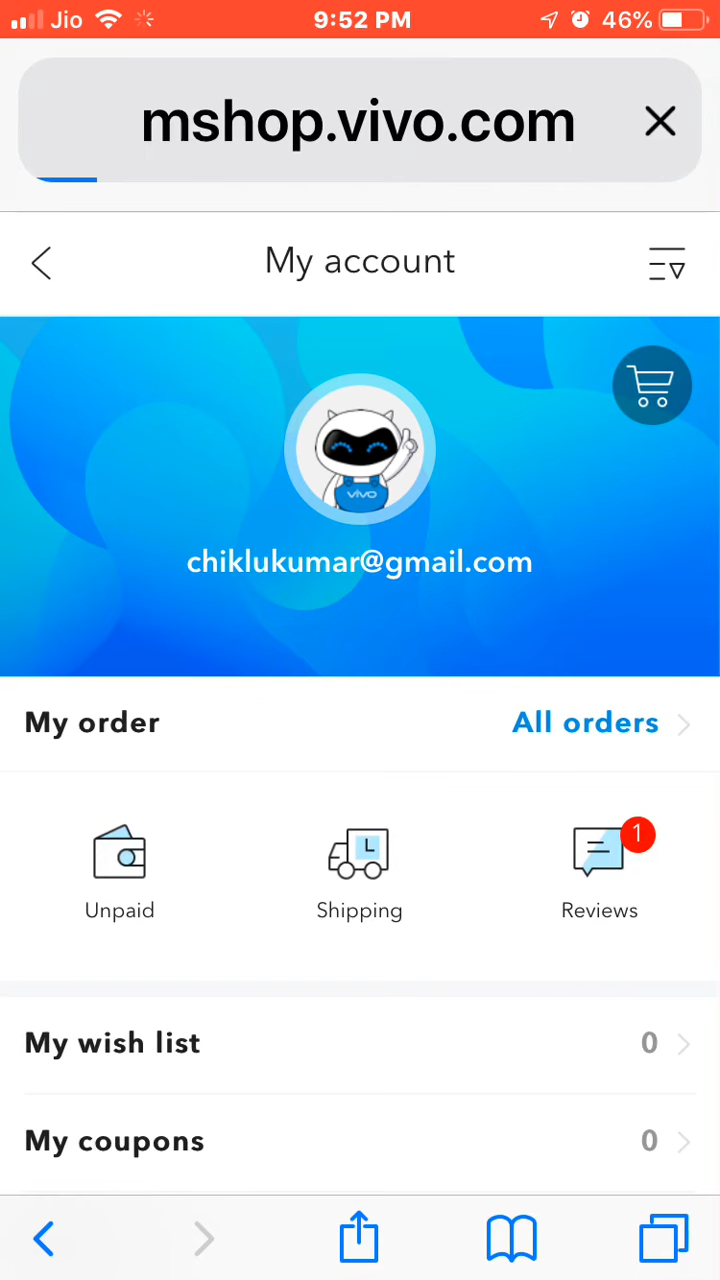 Jio 9:52 PM 46%
mshop.vivo.com
My account
vivo
chiklukumar@gmail.com
My order All orders
1
Unpaid Shipping Reviews
My wish list 0
My coupons 0